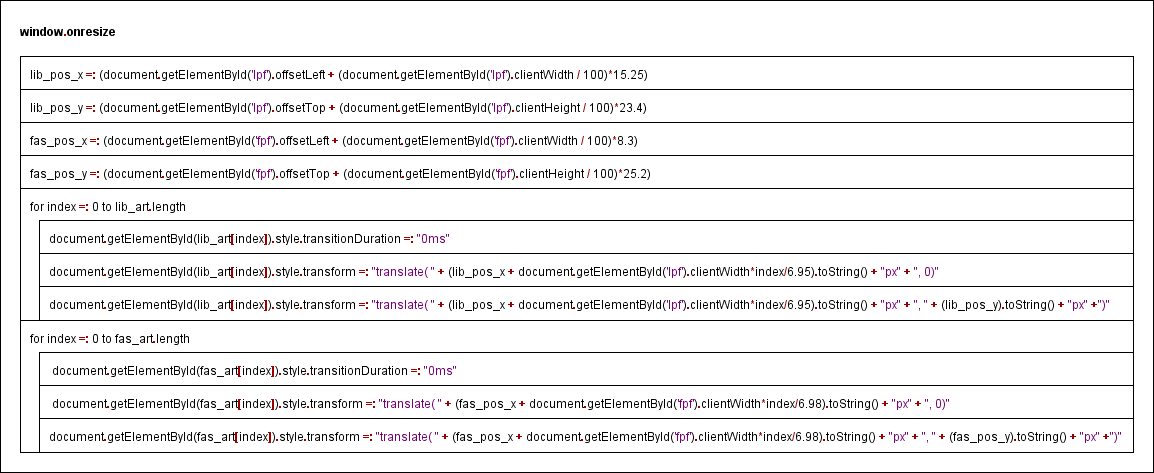 window.onresize
lib_pos_x =: (document.getElementById('lpf').offsetLeft + (document.getElementById('lpf').clientWidth / 100)*15.25)
lib_pos_y =: (document.getElementById('lpf').offsetTop + (document.getElementById('lpf').clientHeight / 100)*23.4)
fas_pos_x =: (document.getElementById('fpf').offsetLeft + (document.getElementById('fpf').clientWidth / 100)*8.3)
fas_pos_y =: (document.getElementById('fpf').offsetTop + (document.getElementById('fpf').clientHeight / 100)*25.2)
for index =: 0 to lib_art.length
document.getElementById(lib_art[index]).style.transitionDuration =: "0ms"
document.getElementById(lib_art[index]).style.transform =: "translate( " + (lib_pos_x + document.getElementById('lpf').clientWidth*index/6.95).toString() + "px" + ", 0)"
document.getElementById(lib_art[index]).style.transform =: "translate( " + (lib_pos_x + document.getElementById('lpf').clientWidth*index/6.95).toString() + "px" + ", " + (lib_pos_y).toString() + "px" +")"
for index =: 0 to fas_art.length
document.getElementById(fas_art[index]).style.transitionDuration =: "0ms"
document.getElementById(fas_art[index]).style.transform =: "translate( " + (fas_pos_x + document.getElementById('fpf').clientWidth*index/6.98).toString() + "px" + ", 0)"
document.getElementById(fas_art[index]).style.transform =: "translate( " + (fas_pos_x + document.getElementById('fpf').clientWidth*index/6.98).toString() + "px" + ", " + (fas_pos_y).toString() + "px" +")"